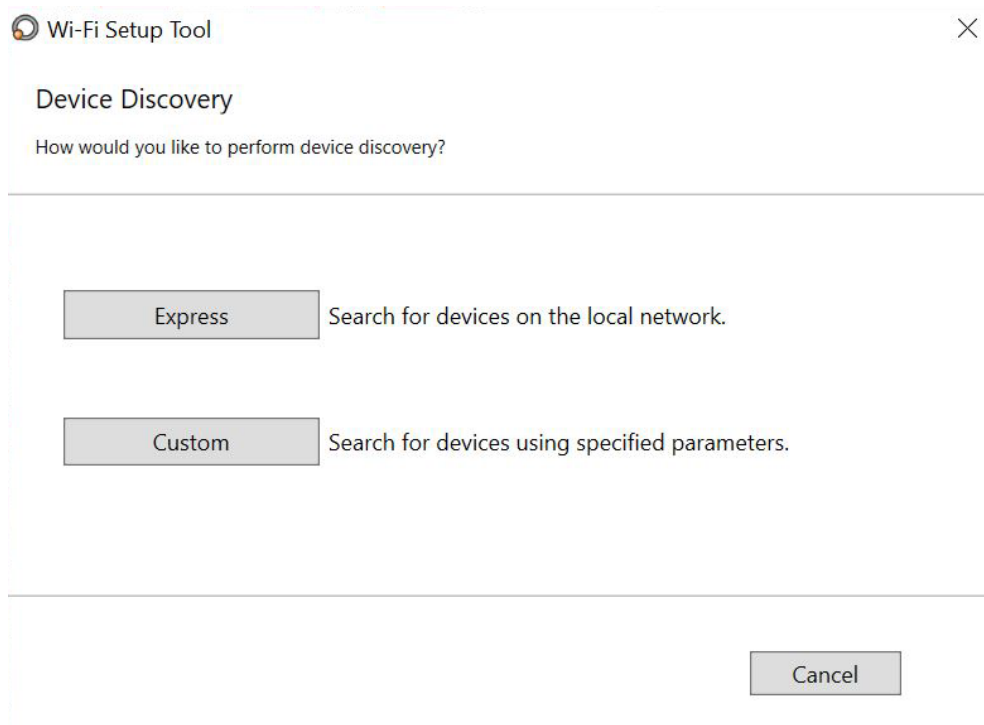 Wi-Fi Setup Tool
Device Discovery
How would you like to perform device discovery?
Express Search for devices on the local network.
Custom Search for devices using specified parameters.
Cancel